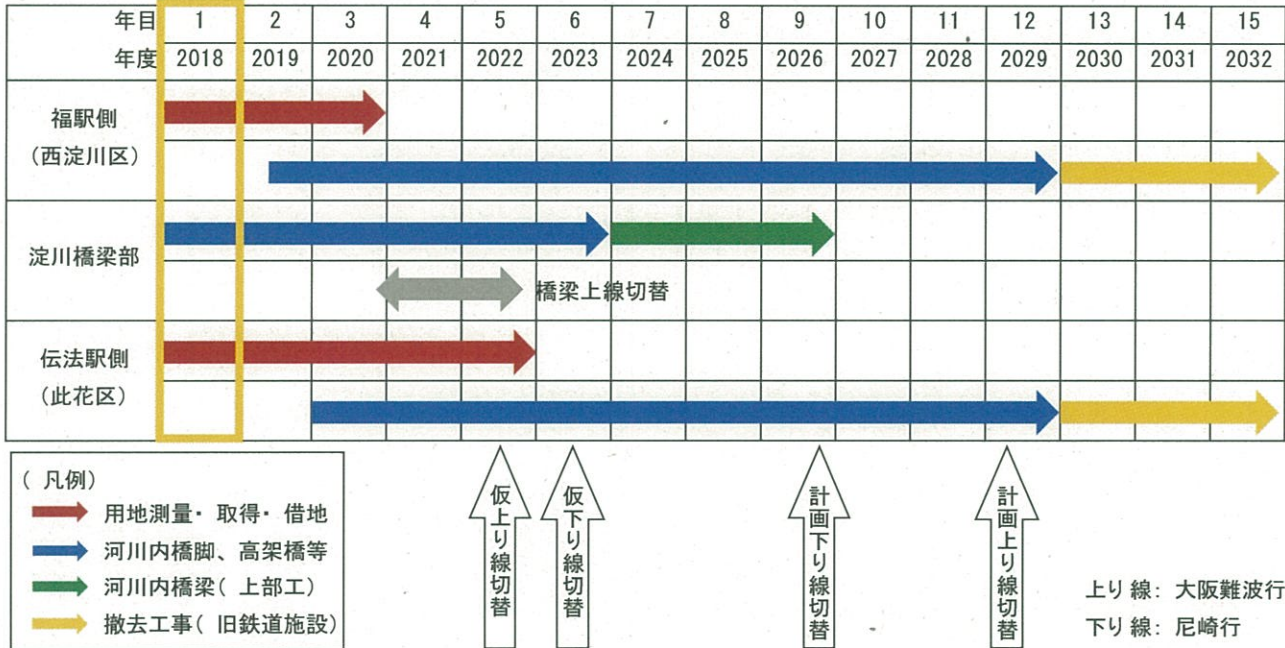 年目 1 2 3 4 5 6 7 8 9 10 11 12 13 14 15
年度 2018 2019 2020 2021 2022 2023 2024 2025 2026 2027 2028 2029 2030 2031 2032
福駅側
(西淀川区)
淀川橋梁部
橋梁上線切替
伝法駅側
(此花区)
(凡例)
用地測量・取得・借地
河川内橋脚、高架橋等
河川内橋梁(上部工)
撤去工事(旧鉄道施設)
仮上り線切替
仮下り線切替
計画下り線切替
計画上り線切替
上り線: 大阪難波行
下り線: 尼崎行